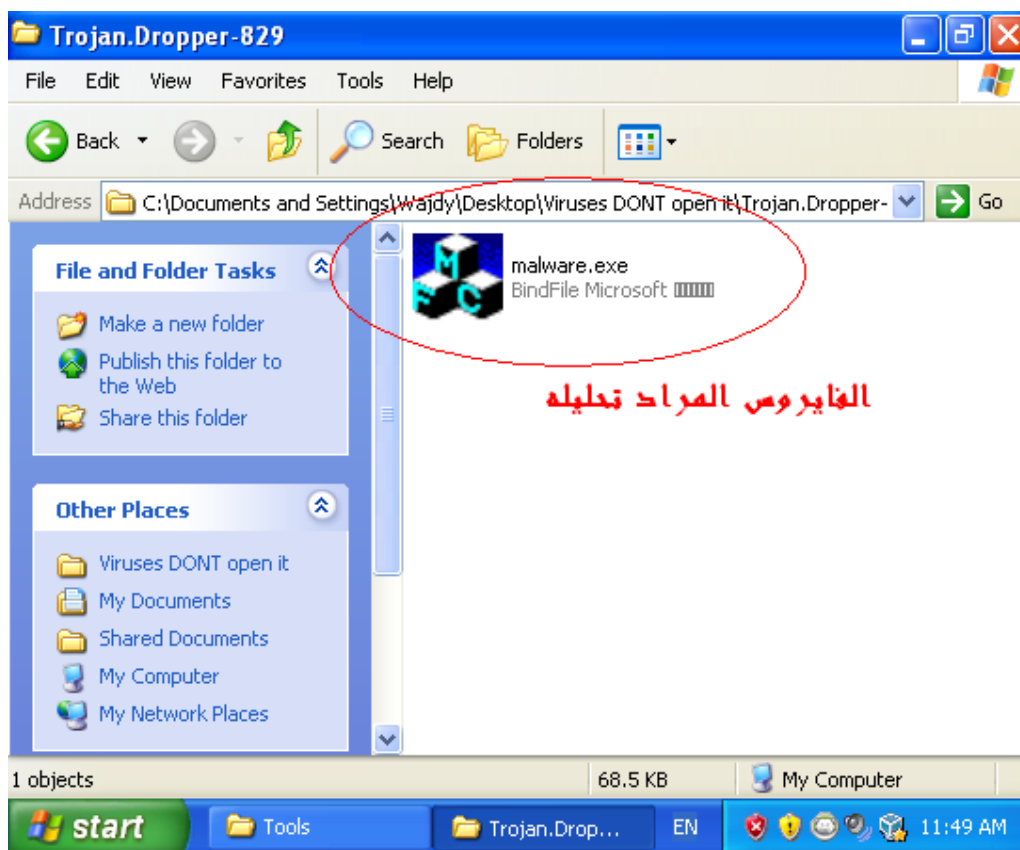 Trojan.Dropper-829
File Edit View Favorites Tools Help
Back Search Folders
Address C:\Documents and Settings\Wajdy\Desktop\Viruses DONT open it\Trojan.Dropper- Go
File and Folder Tasks
Make a new folder
Publish this folder to
the Web
Share this folder
Other Places
Viruses DONT open it
My Documents
Shared Documents
My Computer
My Network Places
MFC
malware.exe
BindFile Microsoft
الفايروس المراد تحليله
1 objects 68.5 KB My Computer
start Tools Trojan.Drop... EN 11:49 AM